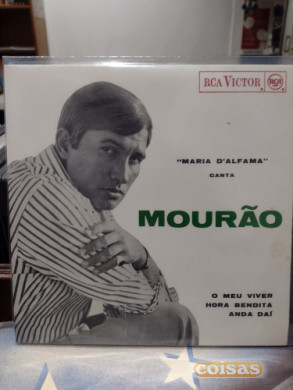 RCA VICTOR
RCA
"MARIA D'ALFAMA"
CANTA
MOURÃO
O MEU VIVER
HORA BENDITA
ANDA DAÍ
coisas